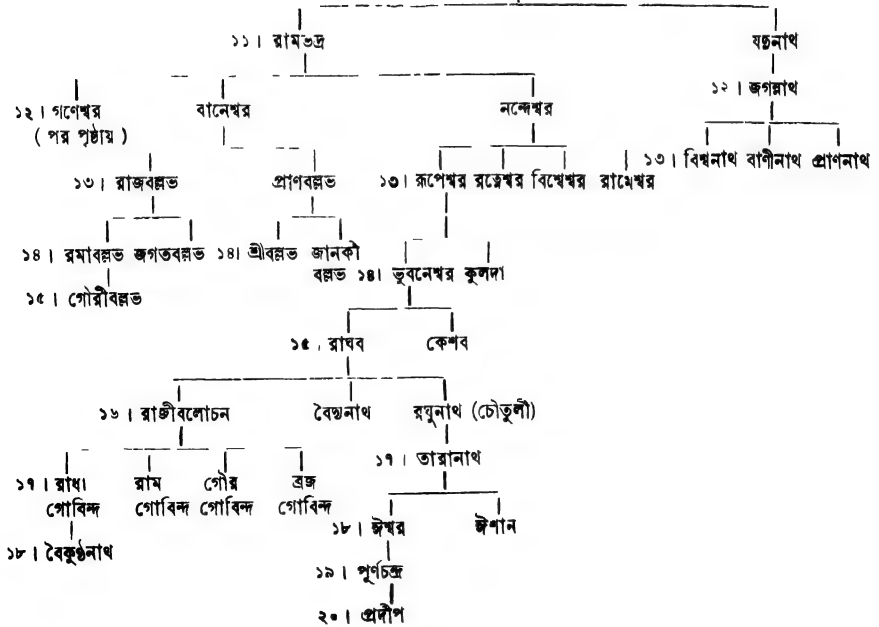 ১১। রামভদ্র যদুনাথ
১২। গণেশ্বর বানেশ্বর নন্দেশ্বর ১২। জগন্নাথ
( পর পৃষ্ঠায় )
১৩। রাজবল্লভ প্রাণবল্লভ ১৩। রূপেশ্বর রত্নেশ্বর বিশ্বেশ্বর রামেশ্বর ১৩। বিশ্বনাথ বাণীনাথ প্রাণনাথ
১৪। রমাবল্লভ জগতবল্লভ ১৪। শ্রীবল্লভ জানকী
বল্লভ ১৪। ভুবনেশ্বর কুলদা
১৫। গৌরীবল্লভ
১৫. রাঘব কেশব
১৬। রাজীবলোচন বৈদ্যনাথ রঘুনাথ (চৌতুলী)
১৭। তারানাথ
১৭। রাধা রাম গৌর ব্রজ
গোবিন্দ গোবিন্দ গোবিন্দ গোবিন্দ
১৮। ঈশ্বর ঈশান
১৮। বৈকুণ্ঠনাথ
১৯। পূর্ণচন্দ্র
২০। প্রদীপ